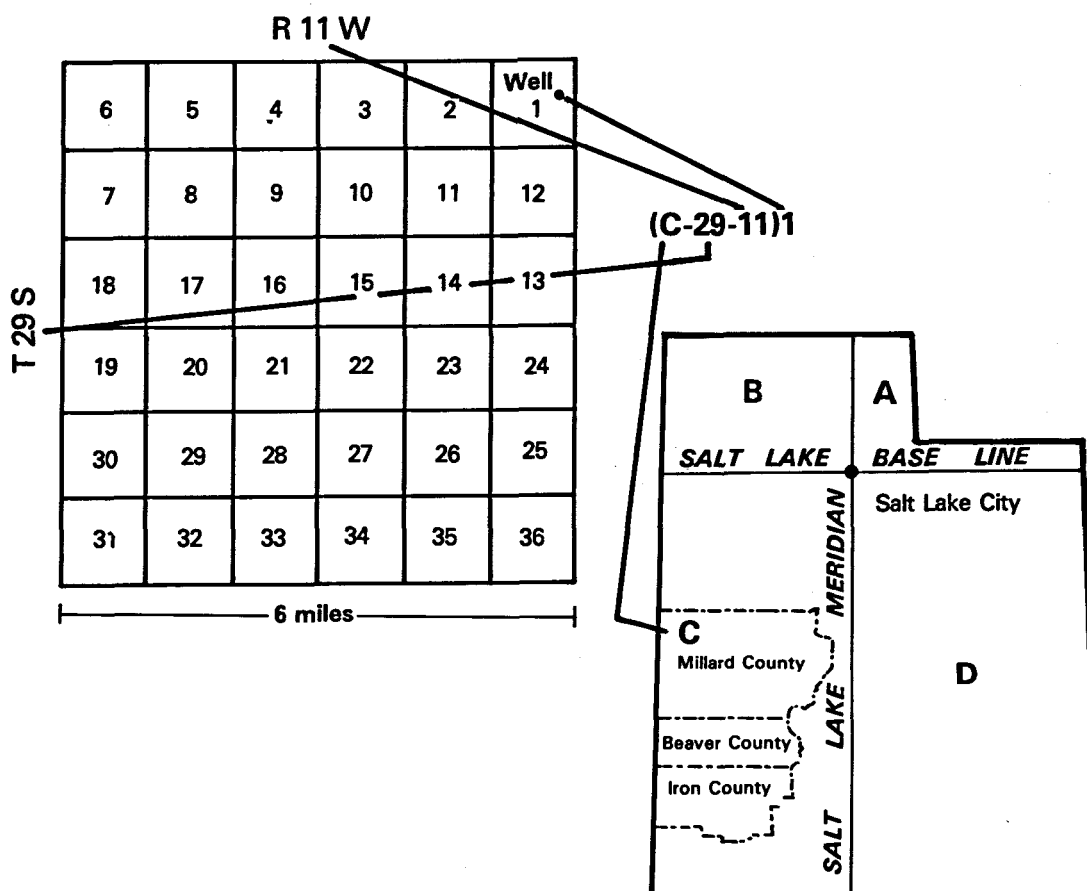 R 11 W
Well
6 5 4 3 2 1
7 8 9 10 11 12
(C-29-11)1
18 17 16 15 14 13
T 29 S
19 20 21 22 23 24
30 29 28 27 26 25
31 32 33 34 35 36
6 miles
B A
SALT LAKE BASE LINE
Salt Lake City
SALT LAKE MERIDIAN
C
Millard County
D
Beaver County
Iron County